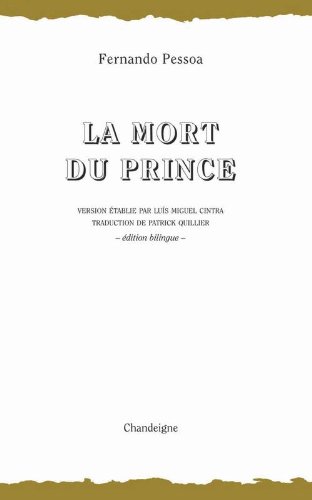 Fernando Pessoa
LA MORT
DU PRINCE
VERSION ÉTABLIE PAR LUÍS MIGUEL CINTRA
TRADUCTION DE PATRICK QUILLIER
– édition bilingue –
Chandeigne